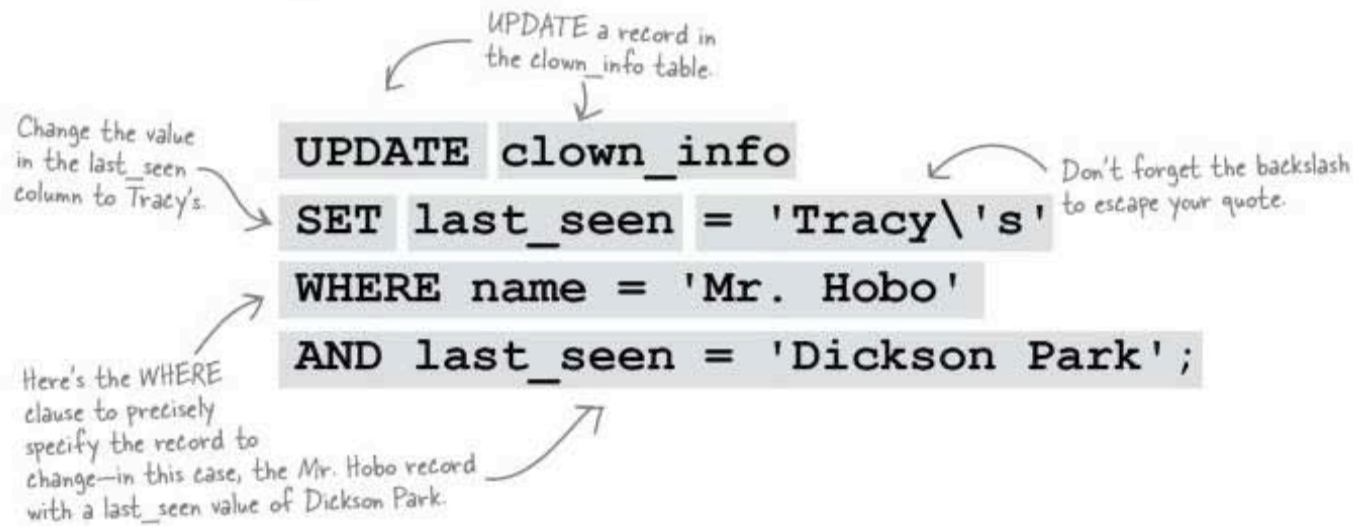 UPDATE a record in
the clown_info table.
Change the value
in the last_seen
column to Tracy's.
UPDATE clown_info
Don't forget the backslash
to escape your quote.
SET last_seen = 'Tracy\'s'
WHERE name = 'Mr. Hobo'
AND last_seen = 'Dickson Park';
Here's the WHERE
clause to precisely
specify the record to
change—in this case, the Mr. Hobo record
with a last_seen value of Dickson Park.